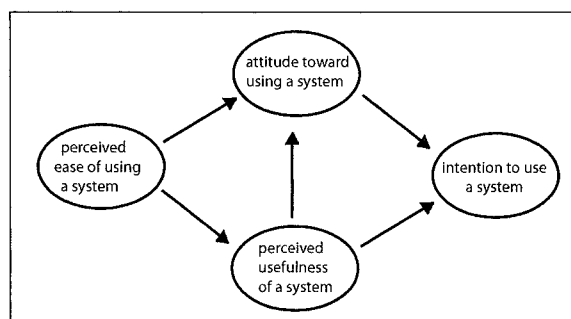 attitude toward
using a system
perceived
ease of using
a system
intention to use
a system
perceived
usefulness
of a system